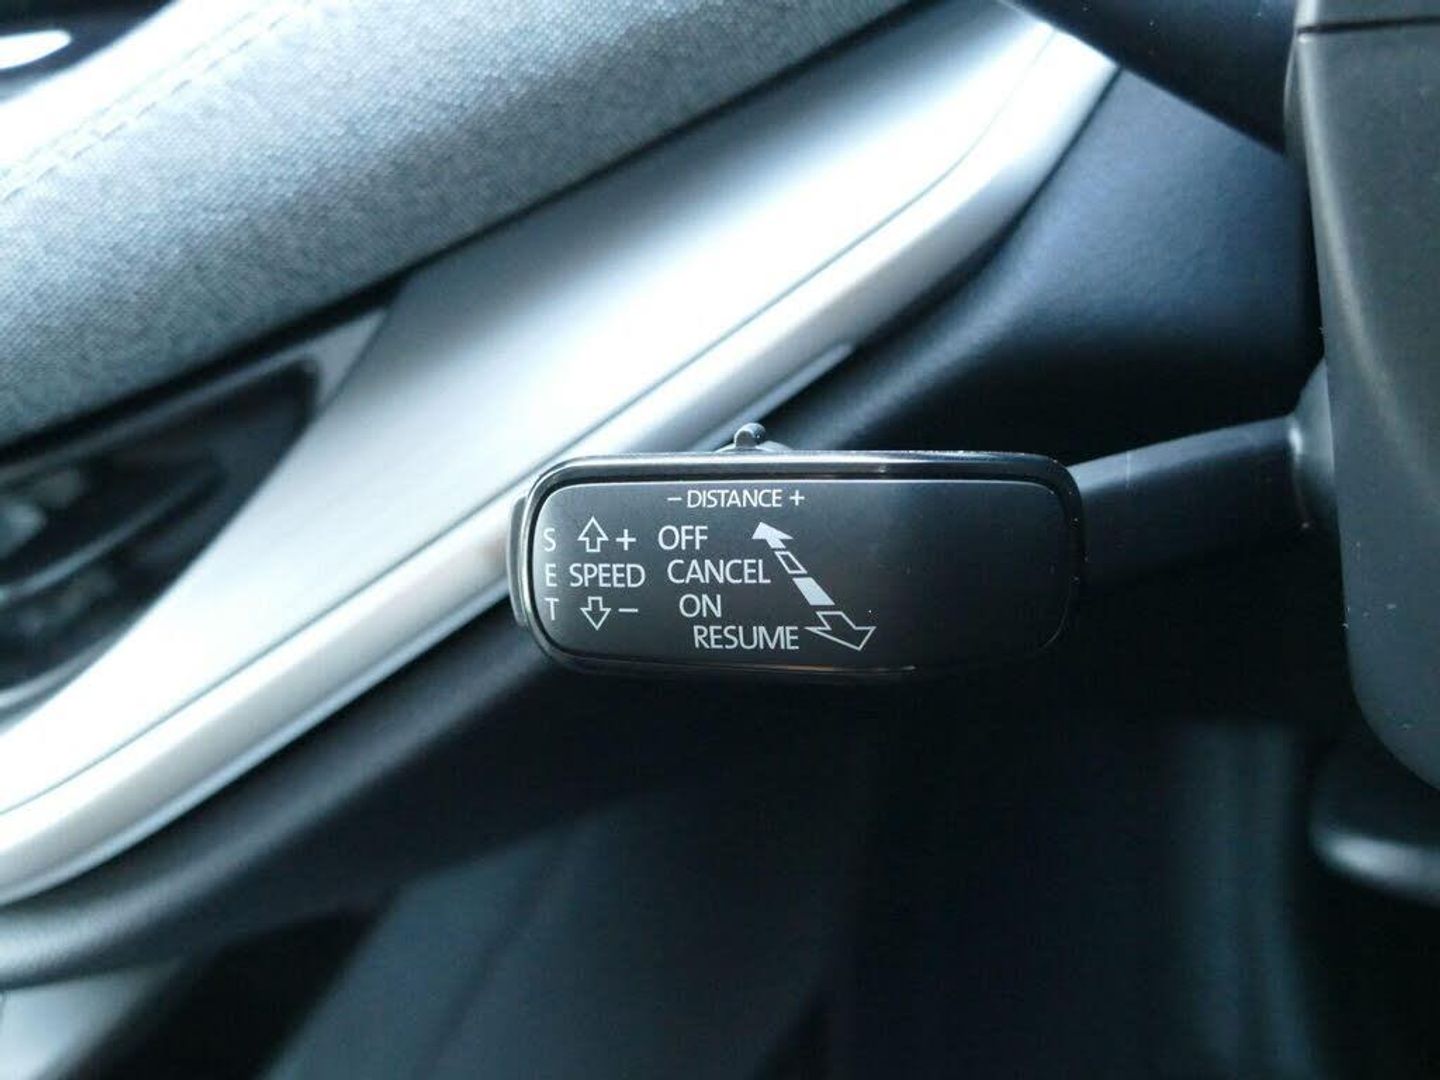 - DISTANCE +
S + OFF
E SPEED CANCEL
T - ON
RESUME